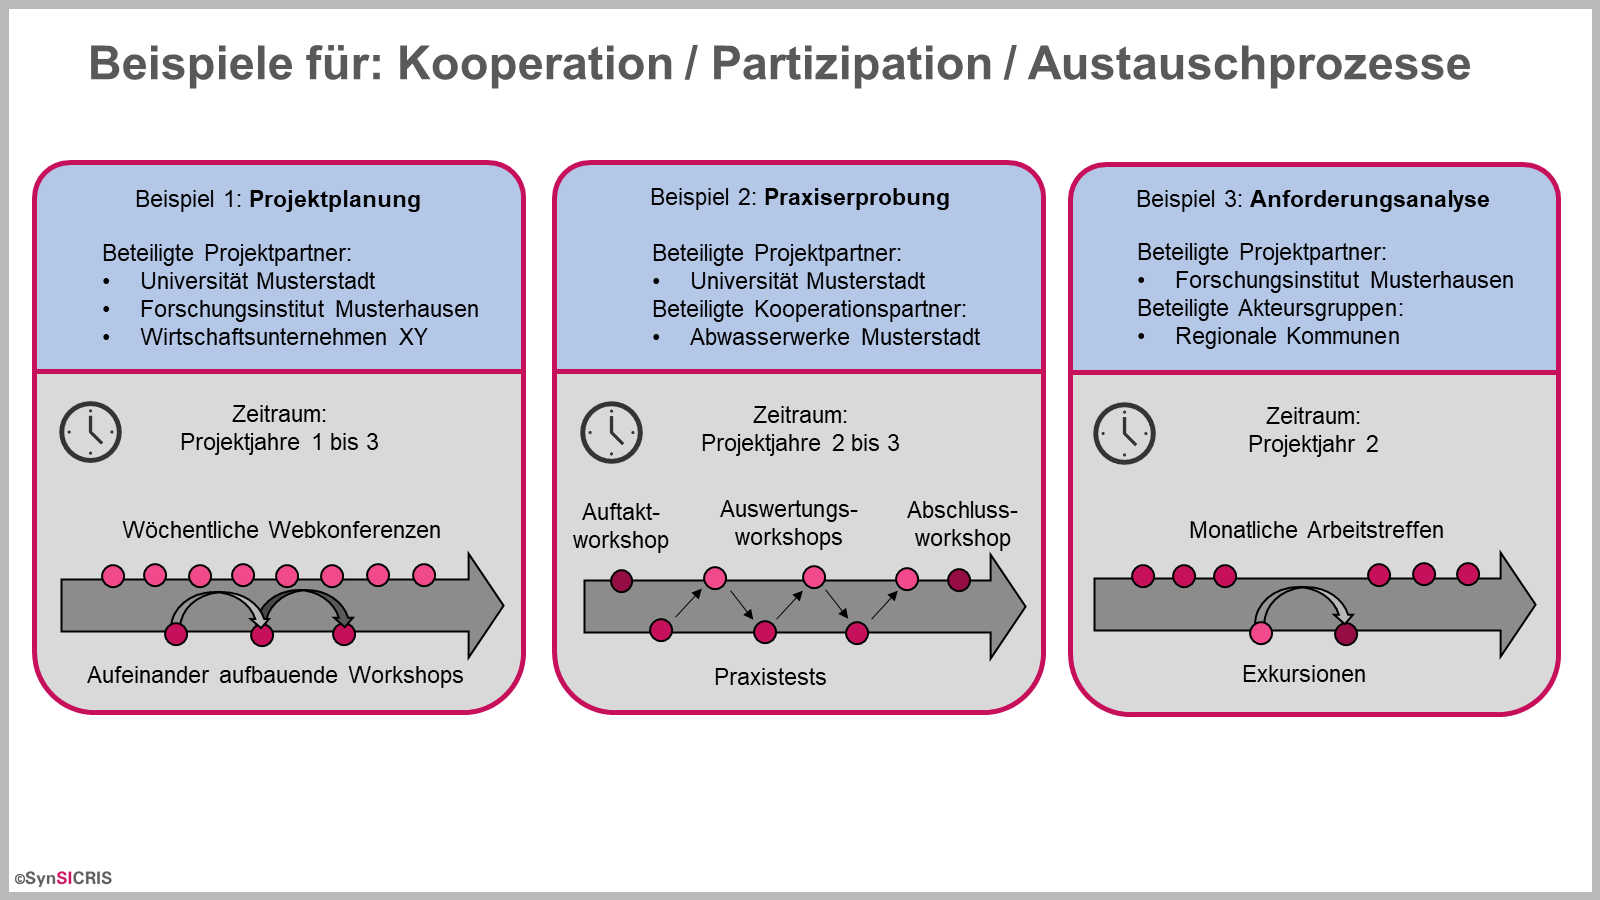 Beispiele für: Kooperation / Partizipation / Austauschprozesse
Beispiel 1: Projektplanung
Beteiligte Projektpartner:
• Universität Musterstadt
• Forschungsinstitut Musterhausen
• Wirtschaftsunternehmen XY
Zeitraum:
Projektjahre 1 bis 3
Wöchentliche Webkonferenzen
Aufeinander aufbauende Workshops
Beispiel 2: Praxiserprobung
Beteiligte Projektpartner:
• Universität Musterstadt
Beteiligte Kooperationspartner:
• Abwasserwerke Musterstadt
Zeitraum:
Projektjahre 2 bis 3
Auftakt-
workshop
Auswertungs-
workshops
Abschluss-
workshop
Praxistests
Beispiel 3: Anforderungsanalyse
Beteiligte Projektpartner:
• Forschungsinstitut Musterhausen
Beteiligte Akteursgruppen:
• Regionale Kommunen
Zeitraum:
Projektjahr 2
Monatliche Arbeitstreffen
Exkursionen
©SynSICRIS